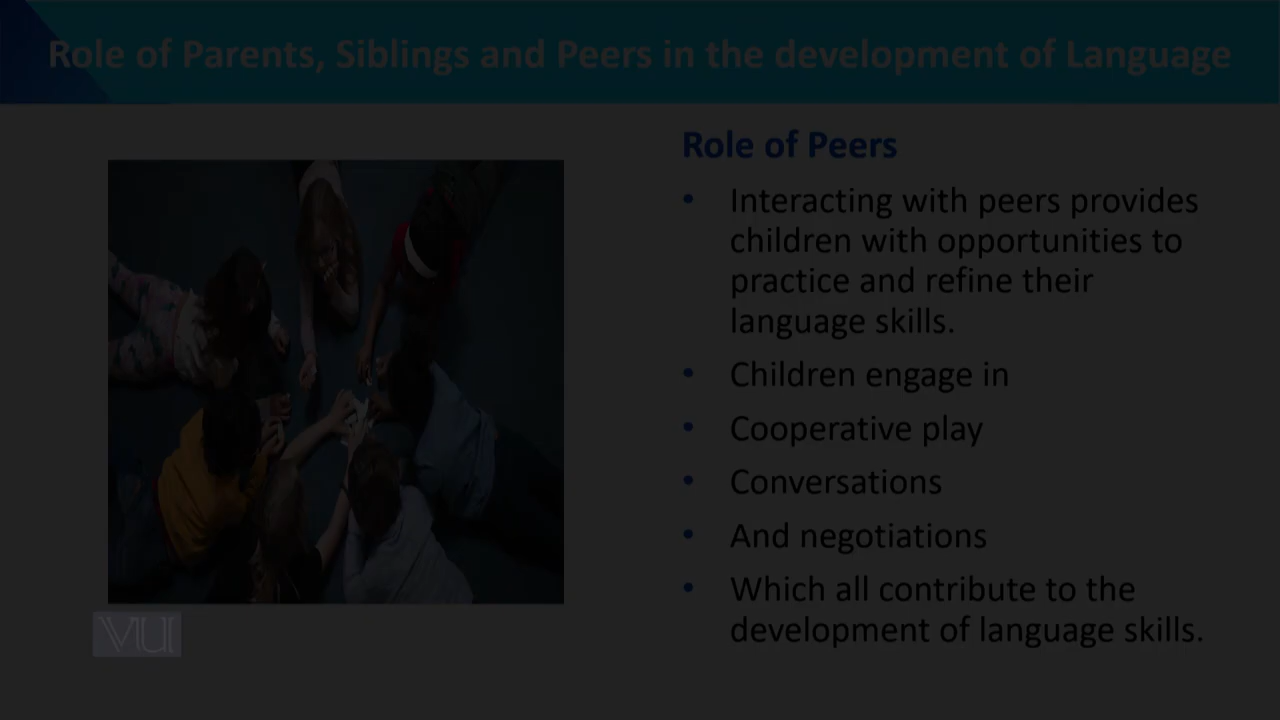 Role of Parents, Siblings and Peers in the development of Language
Role of Peers
• Interacting with peers provides
children with opportunities to
practice and refine their
language skills.
• Children engage in
• Cooperative play
• Conversations
• And negotiations
• Which all contribute to the
development of language skills.
VU